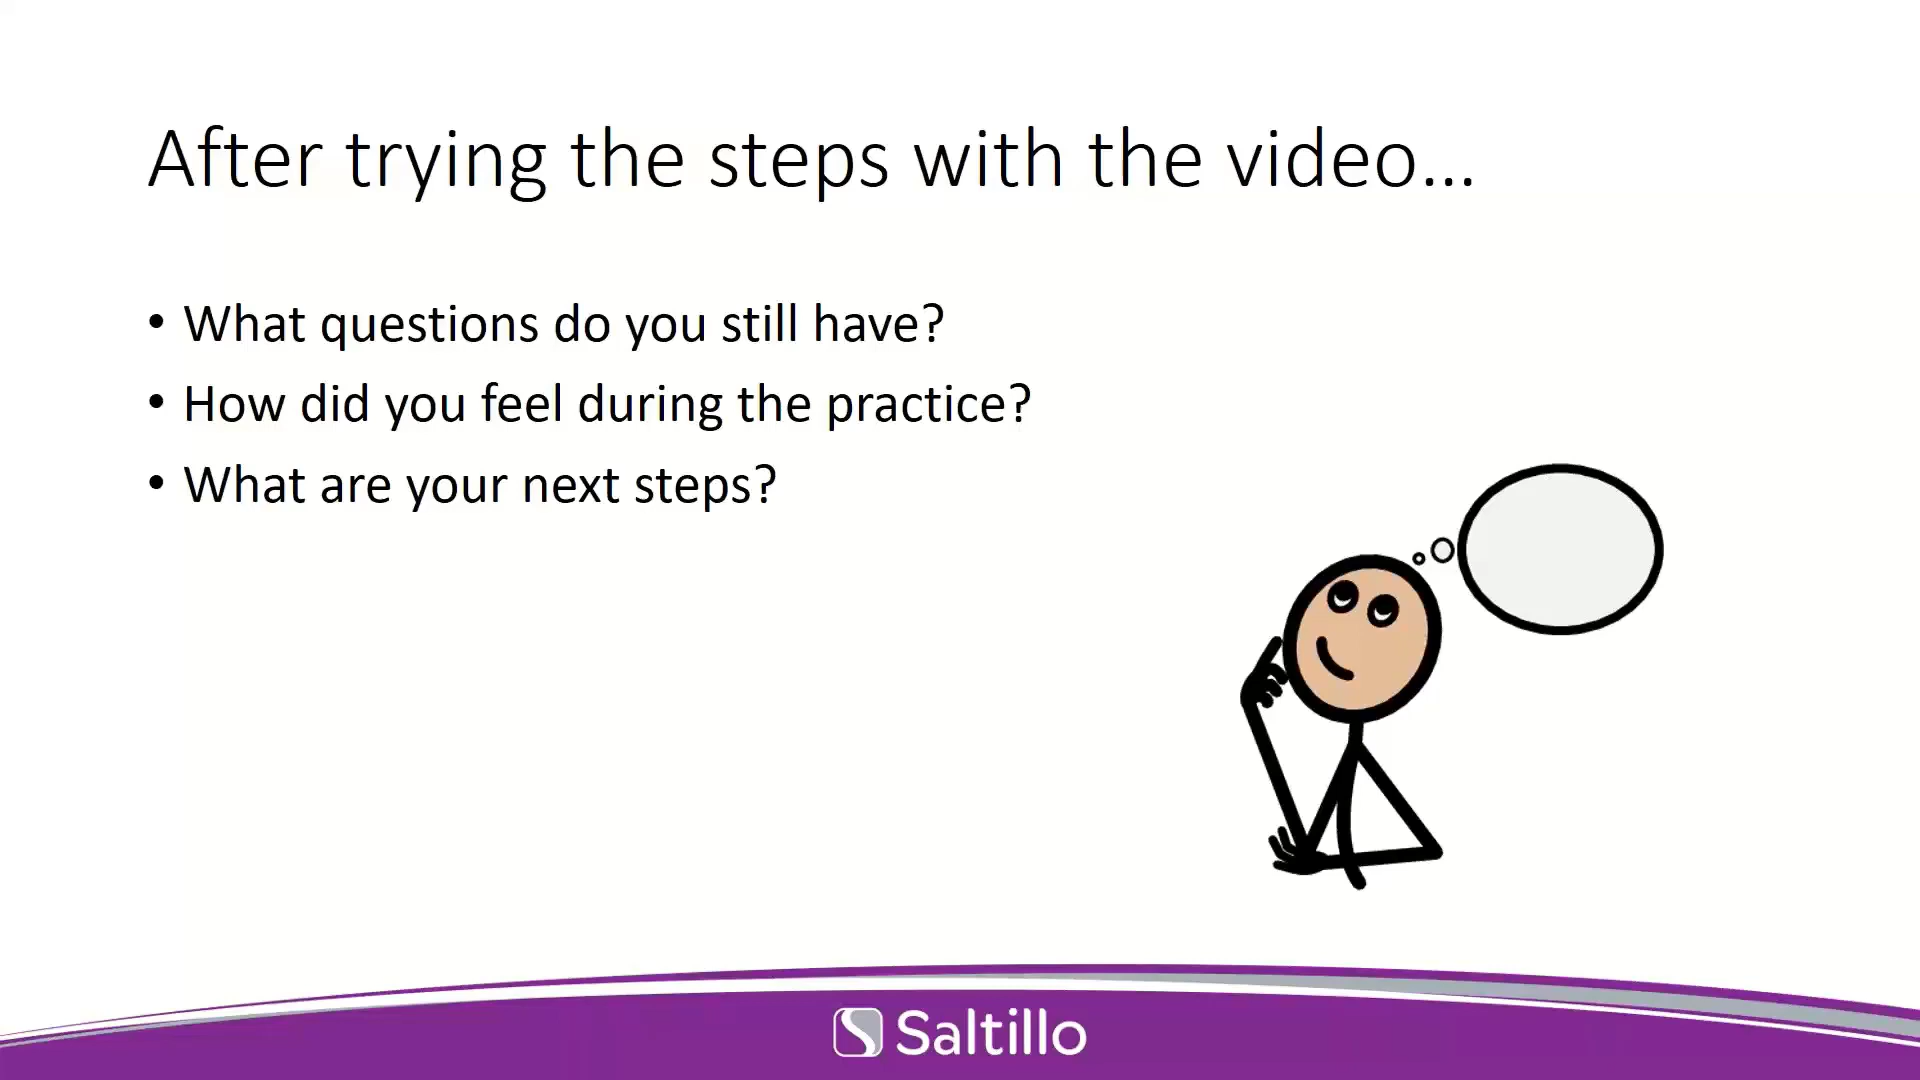 After trying the steps with the video...
• What questions do you still have?
• How did you feel during the practice?
• What are your next steps?
Saltillo